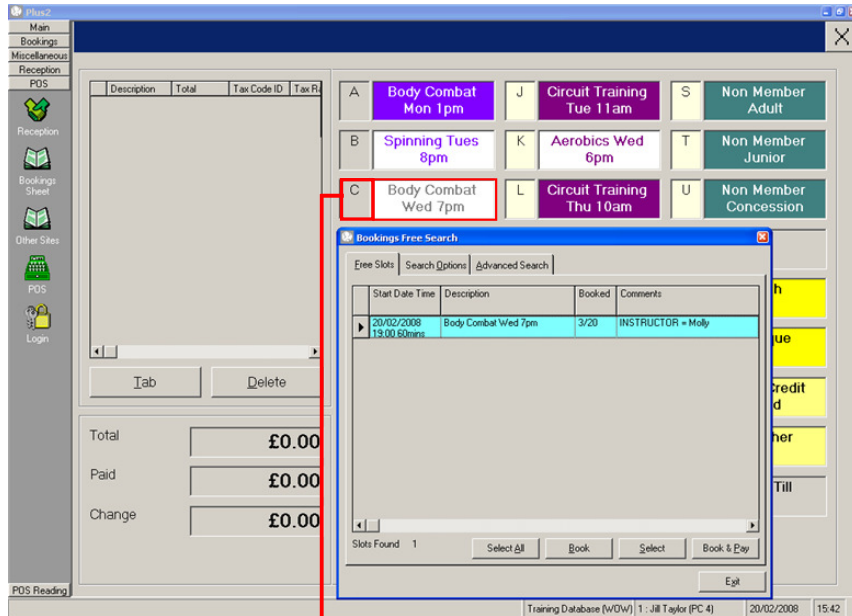 Plus2
Main
Bookings
Miscellaneous
Reception
POS
Reception
Bookings
Sheet
Other Sites
POS
Login
POS Reading
Description Total Tax Code ID Tax Ra
Tab Delete
Total £0.00
Paid £0.00
Change £0.00
A Body Combat
Mon 1pm
J Circuit Training
Tue 11am
S Non Member
Adult
B Spinning Tues
8pm
K Aerobics Wed
6pm
T Non Member
Junior
C Body Combat
Wed 7pm
L Circuit Training
Thu 10am
U Non Member
Concession
h
ue
Credit
d
her
Till
Bookings Free Search
Free Slots Search Options Advanced Search
Start Date Time Description Booked Comments
20/02/2008 Body Combat Wed 7pm 3/20 INSTRUCTOR = Molly
19:00 60mins
Slots Found 1
Select All Book Select Book & Pay
Exit
Training Database (WOW) 1 : Jill Taylor (PC 4) 20/02/2008 15:42